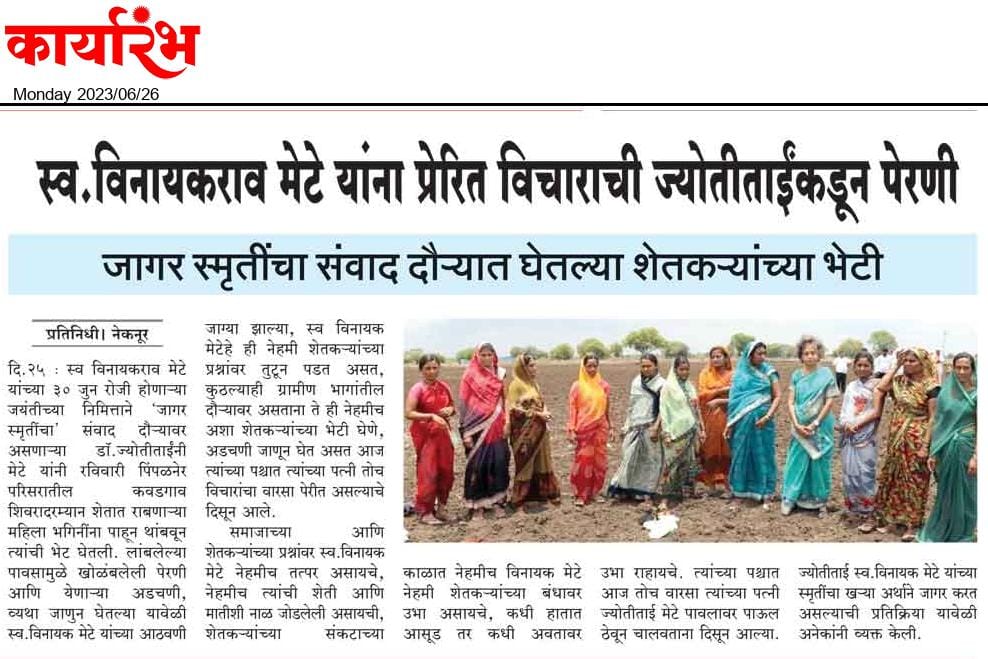 कार्यारंभ
Monday 2023/06/26
स्व.विनायकराव मेटे यांना प्रेरित विचाराची ज्योतीताईंकडून पेरणी
जागर स्मृतींचा संवाद दौऱ्यात घेतल्या शेतकऱ्यांच्या भेटी
प्रतिनिधी। नेकनूर
दि.२५ : स्व विनायकराव मेटे
यांच्या ३० जुन रोजी होणाऱ्या
जयंतीच्या निमित्ताने 'जागर
स्मृतींचा' संवाद दौऱ्यावर
असणाऱ्या डॉ.ज्योतीताईंनी
मेटे यांनी रविवारी पिंपळनेर
परिसरातील कवडगाव
शिवरादरम्यान शेतात राबणाऱ्या
महिला भगिनींना पाहून थांबवून
त्यांची भेट घेतली. लांबलेल्या
पावसामुळे खोळंबलेली पेरणी
आणि येणाऱ्या अडचणी,
व्यथा जाणुन घेतल्या यावेळी
स्व.विनायक मेटे यांच्या आठवणी
जाग्या झाल्या, स्व विनायक
मेटेहे ही नेहमी शेतकऱ्यांच्या
प्रश्नांवर तुटून पडत असत,
कुठल्याही ग्रामीण भागांतील
दौऱ्यावर असताना ते ही नेहमीच
अशा शेतकऱ्यांच्या भेटी घेणे,
अडचणी जाणून घेत असत आज
त्यांच्या पश्चात त्यांच्या पत्नी तोच
विचारांचा वारसा पेरीत असल्याचे
दिसून आले.
समाजाच्या आणि
शेतकऱ्यांच्या प्रश्नांवर स्व.विनायक
मेटे नेहमीच तत्पर असायचे,
नेहमीच त्यांची शेती आणि
मातीशी नाळ जोडलेली असायची,
शेतकऱ्यांच्या संकटाच्या
काळात नेहमीच विनायक मेटे
नेहमी शेतकऱ्यांच्या बंधावर
उभा असायचे, कधी हातात
आसूड तर कधी अवतावर
उभा राहायचे. त्यांच्या पश्चात
आज तोच वारसा त्यांच्या पत्नी
ज्योतीताई मेटे पावलावर पाऊल
ठेवून चालवताना दिसून आल्या.
ज्योतीताई स्व.विनायक मेटे यांच्या
स्मृतींचा खऱ्या अर्थाने जागर करत
असल्याची प्रतिक्रिया यावेळी
अनेकांनी व्यक्त केली.